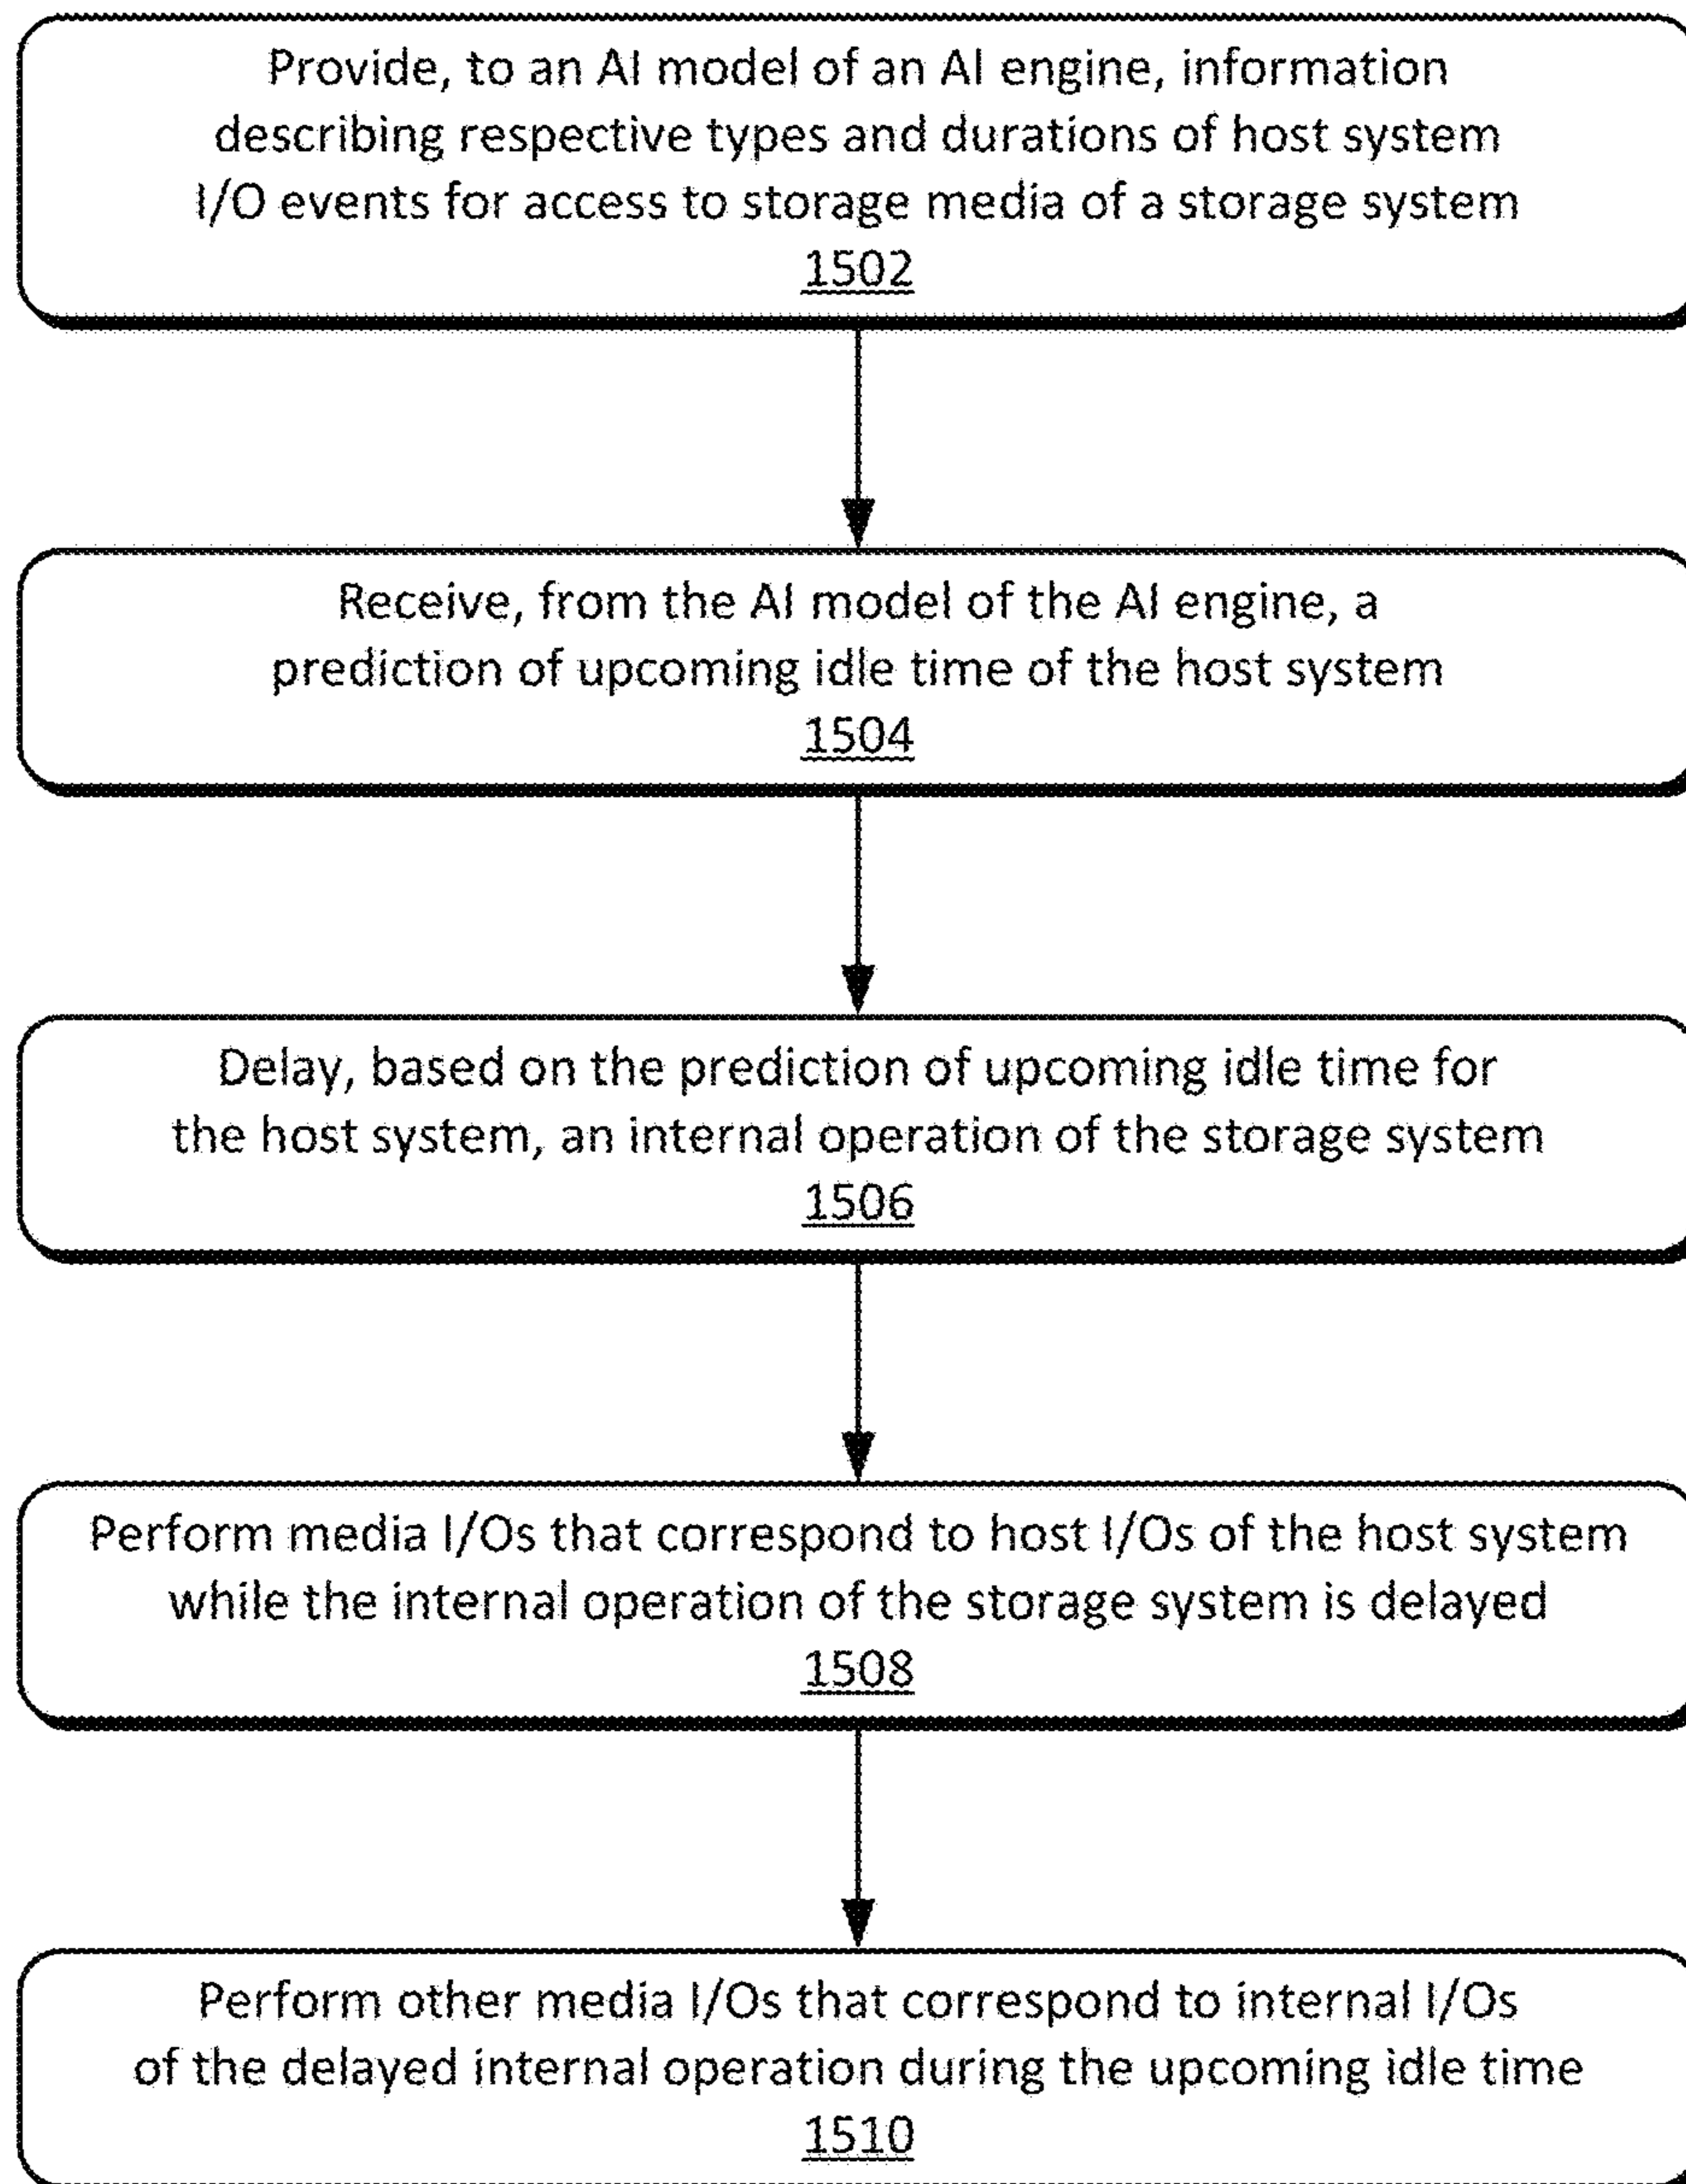 Provide, to an AI model of an AI engine, information
describing respective types and durations of host system
I/O events for access to storage media of a storage system
1502
Receive, from the AI model of the AI engine, a
prediction of upcoming idle time of the host system
1504
Delay, based on the prediction of upcoming idle time for
the host system, an internal operation of the storage system
1506
Perform media I/Os that correspond to host I/Os of the host system
while the internal operation of the storage system is delayed
1508
Perform other media I/Os that correspond to internal I/Os
of the delayed internal operation during the upcoming idle time
1510